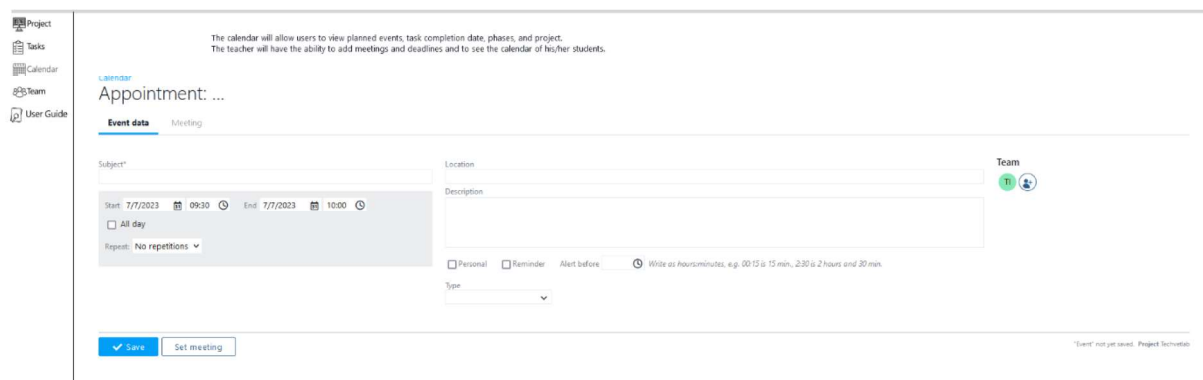 Project
Tasks
Calendar
Team
User Guide
The calendar will allow users to view planned events, task completion date, phases, and project.
The teacher will have the ability to add meetings and deadlines and to see the calendar of his/her students.
Calendar
Appointment: ...
Event data Meeting
Subject*
Start 7/7/2023 09:30 End 7/7/2023 10:00
All day
Repeat: No repetitions
Location
Description
Personal Reminder Alert before Write as hours:minutes, e.g. 00:15 is 15 min., 2:30 is 2 hours and 30 min.
Type
Team
TI
Save Set meeting
"Event" not yet saved. Project Techvetlab